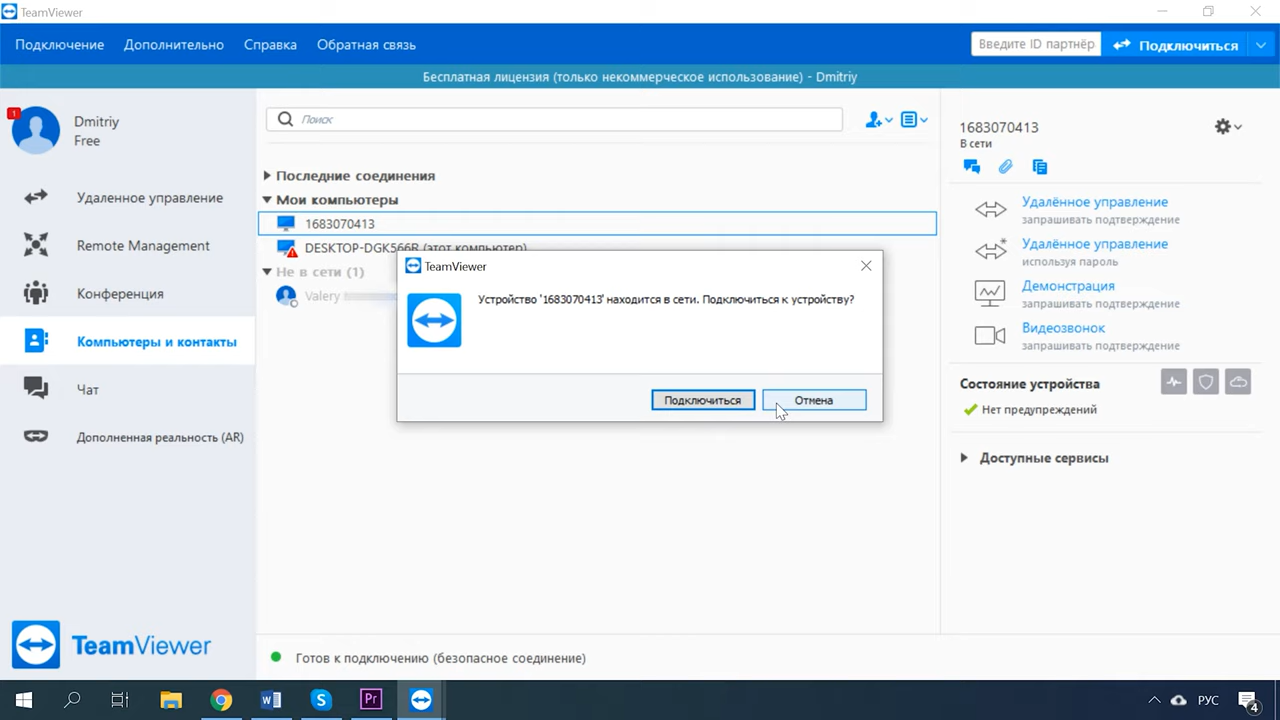 TeamViewer
Подключение Дополнительно Справка Обратная связь
Введите ID партнёр
Подключиться
Бесплатная лицензия (только некоммерческое использование) - Dmitriy
1
Dmitriy
Free
Удаленное управление
Remote Management
Конференция
Компьютеры и контакты
Чат
Дополненная реальность (AR)
TeamViewer
Поиск
Последние соединения
Мои компьютеры
1683070413
DESKTOP-DGK566R (этот компьютер)
Не в сети (1)
Valery
TeamViewer
Устройство '1683070413' находится в сети. Подключиться к устройству?
Подключиться Отмена
1683070413
В сети
Удалённое управление
запрашивать подтверждение
Удалённое управление
используя пароль
Демонстрация
запрашивать подтверждение
Видеозвонок
запрашивать подтверждение
Состояние устройства
Нет предупреждений
Доступные сервисы
Готов к подключению (безопасное соединение)
W
S
Pr
РУС
4